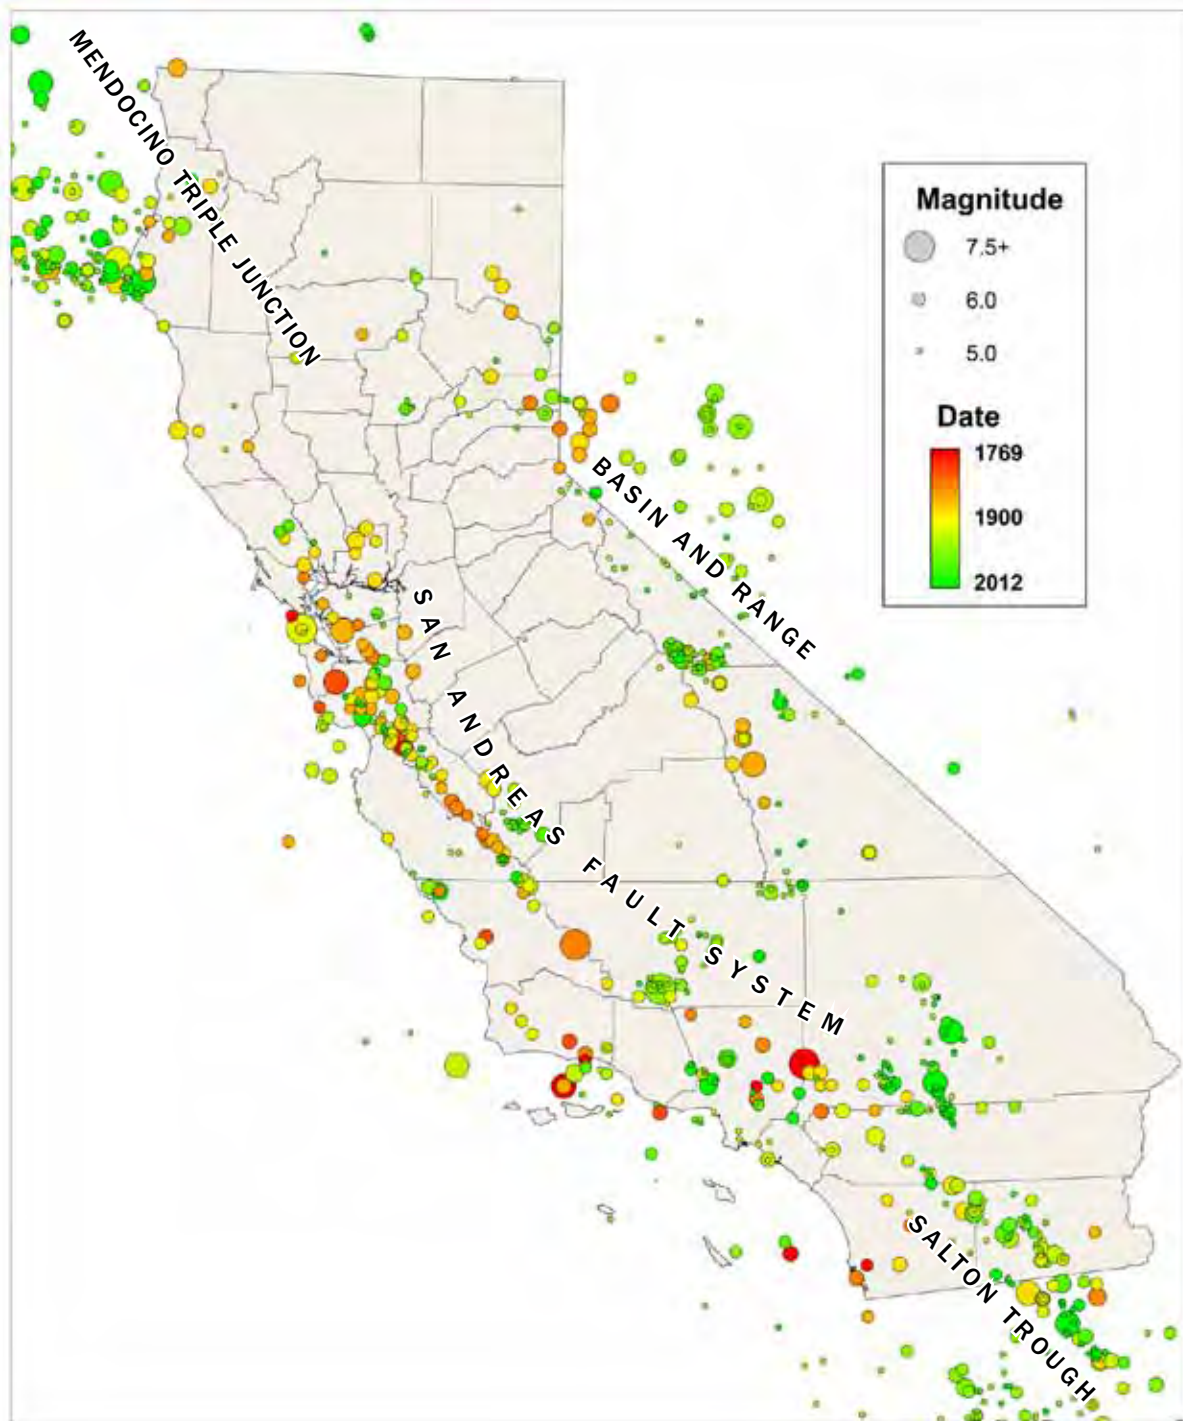 MENDOCINO TRIPLE JUNCTION
Magnitude
7.5+
6.0
5.0
Date
1769
1900
2012
BASIN AND RANGE
SAN ANDREAS FAULT SYSTEM
SALTON TROUGH